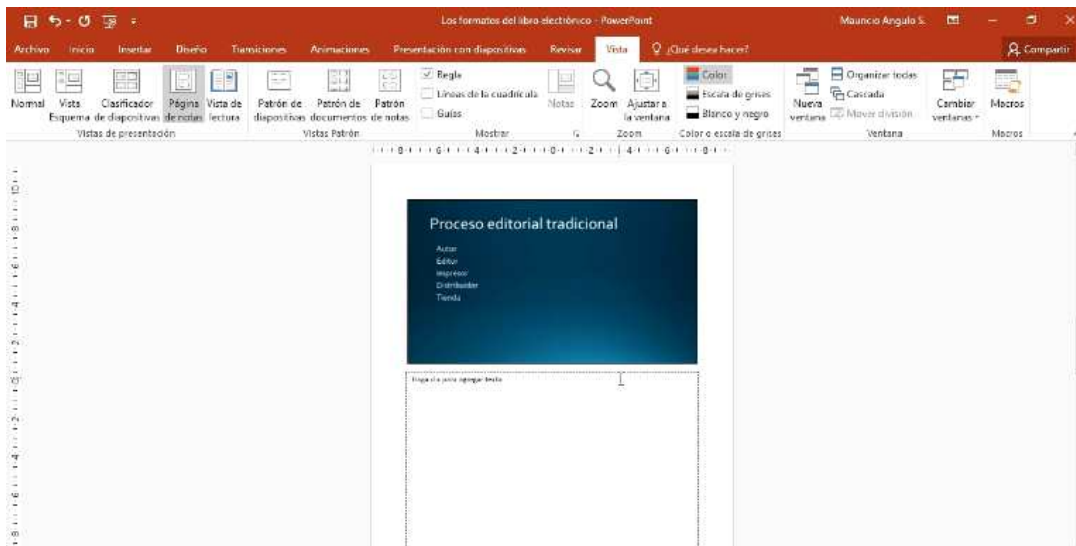 Los formatos del libro electrónico - PowerPoint
Mauricio Angulo S.
Archivo Inicio Insertar Diseño Transiciones Animaciones Presentación con diapositivas Revisar Vista ¿Qué desea hacer? Compartir
Normal
Vista Esquema
Clasificador de diapositivas
Página de notas
Vista de lectura
Vistas de presentación
Patrón de diapositivas
Patrón de documentos
Patrón de notas
Vistas Patrón
Regla
Líneas de la cuadrícula
Guías
Mostrar
Notas
Zoom
Ajustar a la ventana
Zoom
Color
Escala de grises
Blanco y negro
Color o escala de grises
Nueva ventana
Organizar todas
Cascada
Mover división
Cambiar ventanas
Ventana
Macros
Macros
Proceso editorial tradicional
Autor
Editor
Impresor
Distribuidor
Tienda
Haga clic para agregar texto